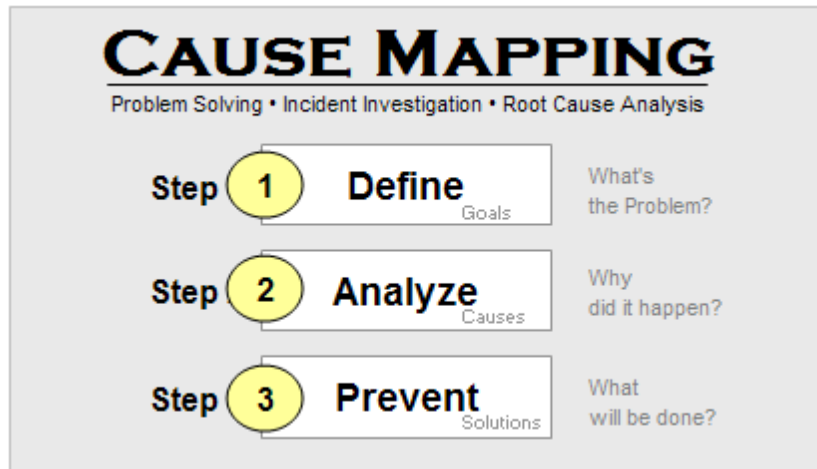 CAUSE MAPPING
Problem Solving • Incident Investigation • Root Cause Analysis
Step 1 Define
Goals
What's
the Problem?
Step 2 Analyze
Causes
Why
did it happen?
Step 3 Prevent
Solutions
What
will be done?